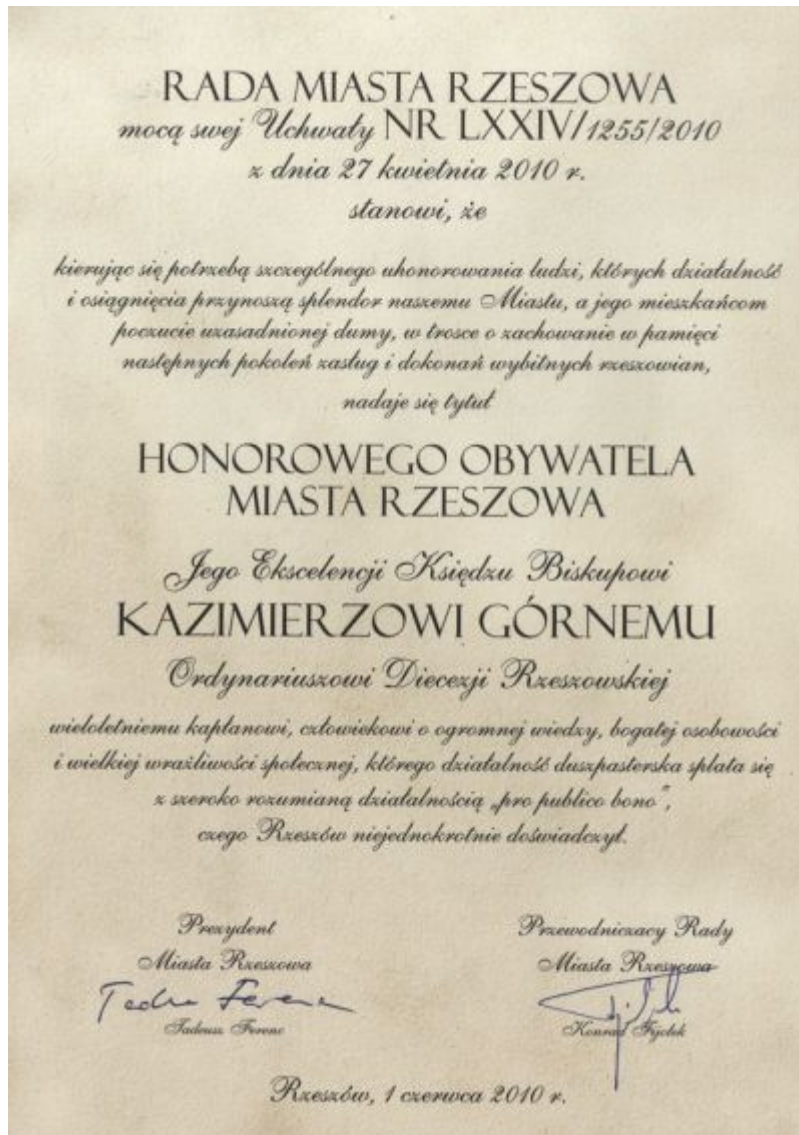 RADA MIASTA RZESZOWA
mocą swej Uchwały NR LXXIV/1255/2010
z dnia 27 kwietnia 2010 r.
stanowi, że
kierując się potrzebą szczególnego uhonorowania ludzi, których działalność
i osiągnięcia przynoszą splendor naszemu Miastu, a jego mieszkańcom
poczucie uzasadnionej dumy, w trosce o zachowanie w pamięci
następnych pokoleń zasług i dokonań wybitnych rzeszowian,
nadaje się tytuł
HONOROWEGO OBYWATELA
MIASTA RZESZOWA
Jego Ekscelencji Księdzu Biskupowi
KAZIMIERZOWI GÓRNEMU
Ordynariuszowi Diecezji Rzeszowskiej
wieloletniemu kapłanowi, człowiekowi o ogromnej wiedzy, bogatej osobowości
i wielkiej wrażliwości społecznej, którego działalność duszpasterska splata się
z szeroko rozumianą działalnością „pro publico bono”,
czego Rzeszów niejednokrotnie doświadczył.
Prezydent
Miasta Rzeszowa
Tadeusz Ferenc
Tadeusz Ferenc
Przewodniczacy Rady
Miasta Rzeszowa
Konrad Fijołek
Rzeszów, 1 czerwca 2010 r.